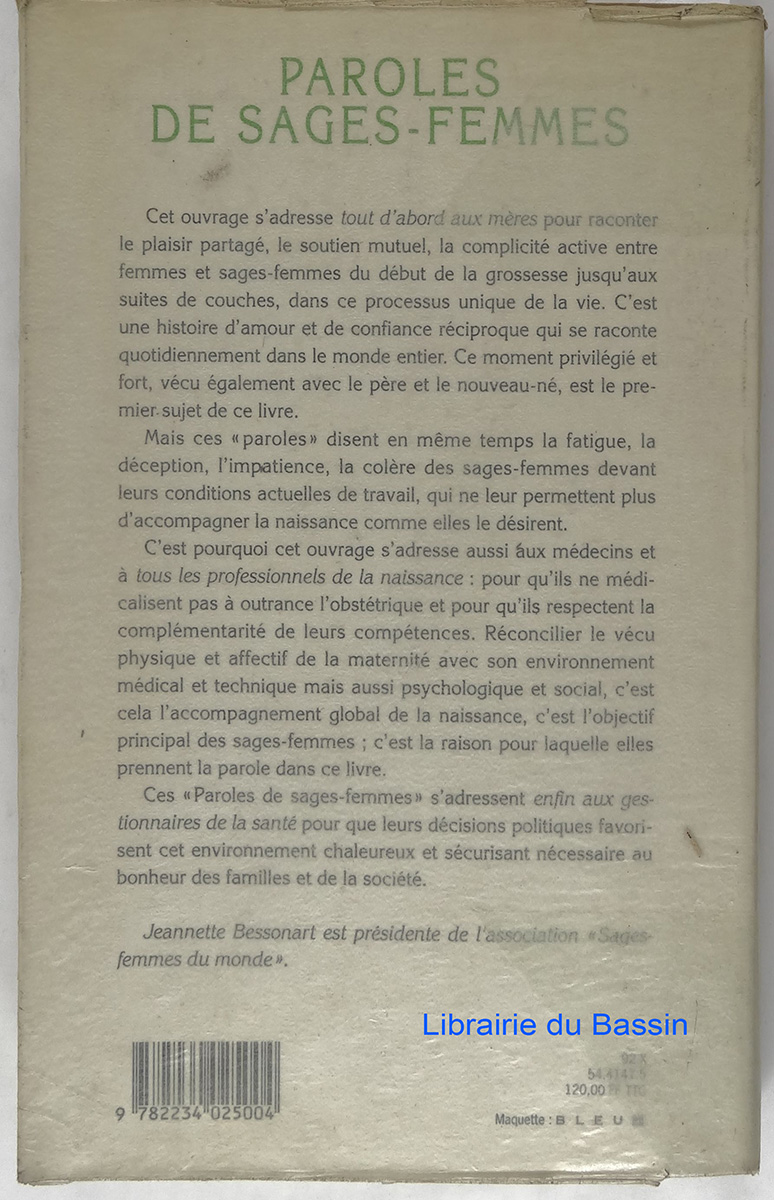 PAROLES
DE SAGES-FEMMES
Cet ouvrage s'adresse tout d'abord aux mères pour raconter
le plaisir partagé, le soutien mutuel, la complicité active entre
femmes et sages-femmes du début de la grossesse jusqu'aux
suites de couches, dans ce processus unique de la vie. C'est
une histoire d'amour et de confiance réciproque qui se raconte
quotidiennement dans le monde entier. Ce moment privilégié et
fort, vécu également avec le père et le nouveau-né, est le pre-
mier sujet de ce livre.
Mais ces « paroles » disent en même temps la fatigue, la
déception, l'impatience, la colère des sages-femmes devant
leurs conditions actuelles de travail, qui ne leur permettent plus
d'accompagner la naissance comme elles le désirent.
C'est pourquoi cet ouvrage s'adresse aussi aux médecins et
à tous les professionnels de la naissance : pour qu'ils ne médi-
calisent pas à outrance l'obstétrique et pour qu'ils respectent la
complémentarité de leurs compétences. Réconcilier le vécu
physique et affectif de la maternité avec son environnement
médical et technique mais aussi psychologique et social, c'est
cela l'accompagnement global de la naissance, c'est l'objectif
principal des sages-femmes ; c'est la raison pour laquelle elles
prennent la parole dans ce livre.
Ces « Paroles de sages-femmes » s'adressent enfin aux ges-
tionnaires de la santé pour que leurs décisions politiques favori-
sent cet environnement chaleureux et sécurisant nécessaire au
bonheur des familles et de la société.
Jeannette Bessonart est présidente de l'association « Sages-
femmes du monde ».
Librairie du Bassin
54.4141.5
120,00 FF TTC
9 782234 025004
Maquette : BLEU